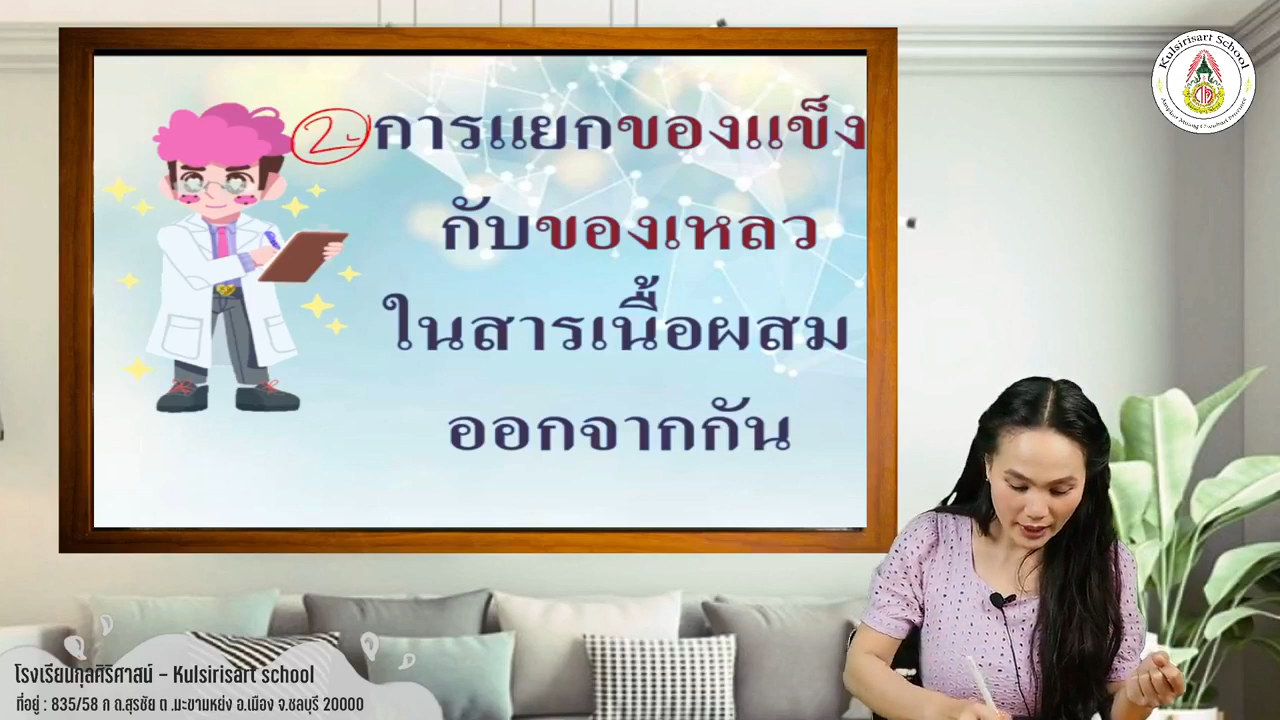 2. การแยกของแข็ง
กับของเหลว
ในสารเนื้อผสม
ออกจากกัน
Kulsirisart School
โรงเรียนกุลศิริศาสน์ - Kulsirisart school
ที่อยู่ : 835/58 ก ถ.สุรชัย ต .มะขามหย่ง อ.เมือง จ.ชลบุรี 20000